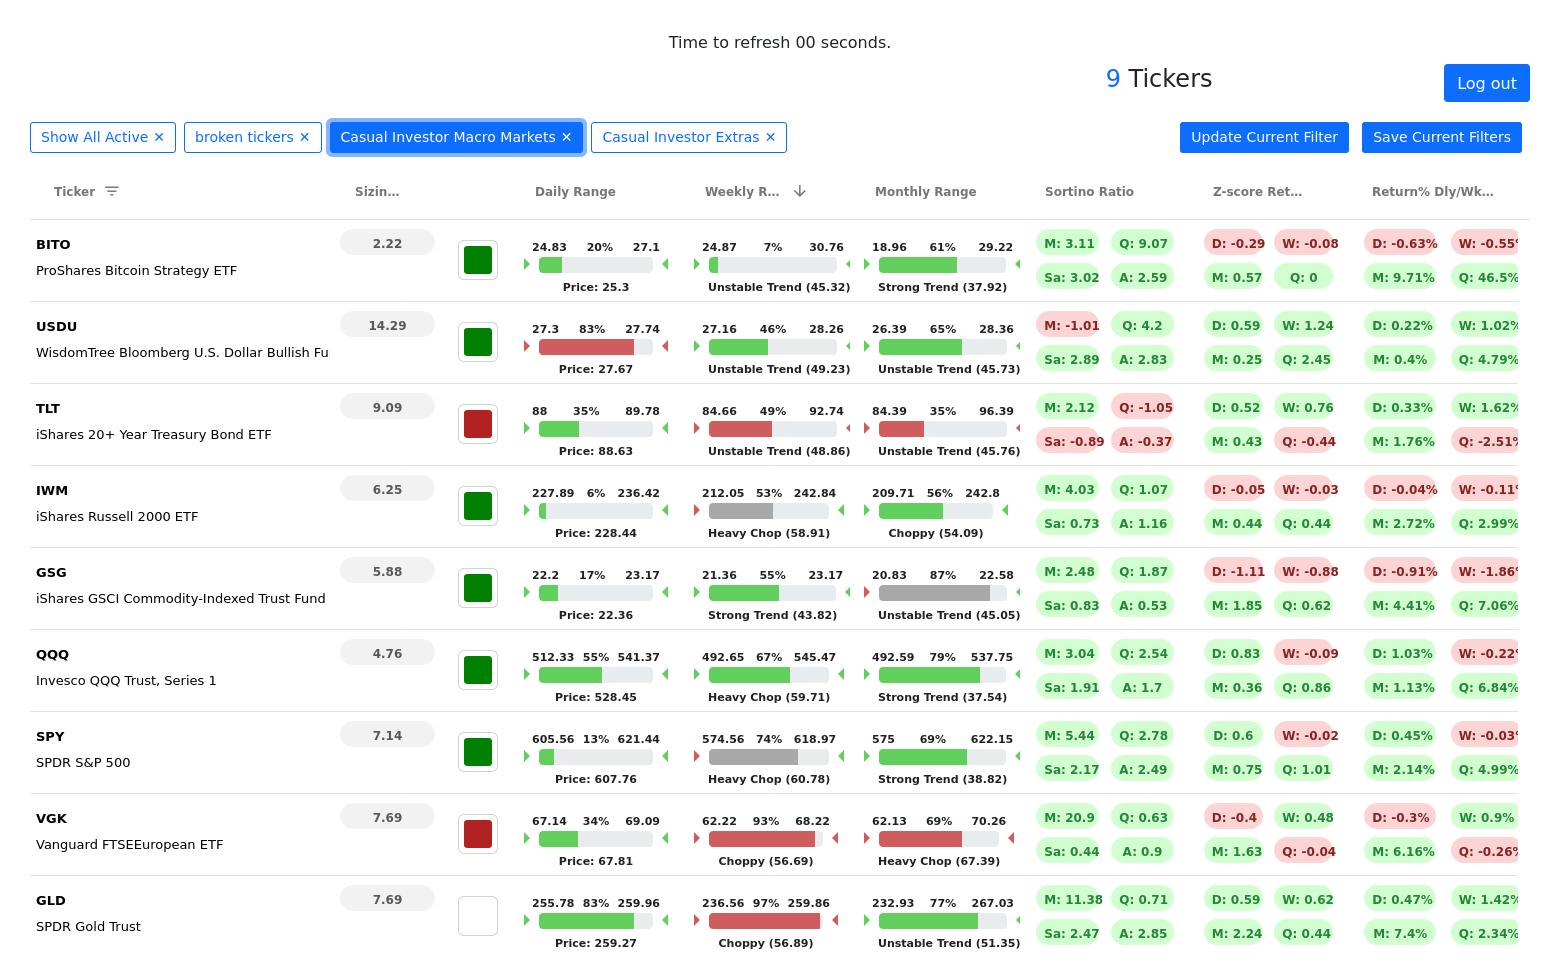 Time to refresh 00 seconds.
9 Tickers
Log out
Show All Active ✕ broken tickers ✕ Casual Investor Macro Markets ✕ Casual Investor Extras ✕ Update Current Filter Save Current Filters
Ticker Sizin... Daily Range Weekly R... Monthly Range Sortino Ratio Z-score Ret... Return% Dly/Wk...
BITO 2.22 24.83 20% 27.1 24.87 7% 30.76 18.96 61% 29.22 M: 3.11 Q: 9.07 D: -0.29 W: -0.08 D: -0.63% W: -0.55%
ProShares Bitcoin Strategy ETF Price: 25.3 Unstable Trend (45.32) Strong Trend (37.92) Sa: 3.02 A: 2.59 M: 0.57 Q: 0 M: 9.71% Q: 46.5%
USDU 14.29 27.3 83% 27.74 27.16 46% 28.26 26.39 65% 28.36 M: -1.01 Q: 4.2 D: 0.59 W: 1.24 D: 0.22% W: 1.02%
WisdomTree Bloomberg U.S. Dollar Bullish Fu Price: 27.67 Unstable Trend (49.23) Unstable Trend (45.73) Sa: 2.89 A: 2.83 M: 0.25 Q: 2.45 M: 0.4% Q: 4.79%
TLT 9.09 88 35% 89.78 84.66 49% 92.74 84.39 35% 96.39 M: 2.12 Q: -1.05 D: 0.52 W: 0.76 D: 0.33% W: 1.62%
iShares 20+ Year Treasury Bond ETF Price: 88.63 Unstable Trend (48.86) Unstable Trend (45.76) Sa: -0.89 A: -0.37 M: 0.43 Q: -0.44 M: 1.76% Q: -2.51%
IWM 6.25 227.89 6% 236.42 212.05 53% 242.84 209.71 56% 242.8 M: 4.03 Q: 1.07 D: -0.05 W: -0.03 D: -0.04% W: -0.11%
iShares Russell 2000 ETF Price: 228.44 Heavy Chop (58.91) Choppy (54.09) Sa: 0.73 A: 1.16 M: 0.44 Q: 0.44 M: 2.72% Q: 2.99%
GSG 5.88 22.2 17% 23.17 21.36 55% 23.17 20.83 87% 22.58 M: 2.48 Q: 1.87 D: -1.11 W: -0.88 D: -0.91% W: -1.86%
iShares GSCI Commodity-Indexed Trust Fund Price: 22.36 Strong Trend (43.82) Unstable Trend (45.05) Sa: 0.83 A: 0.53 M: 1.85 Q: 0.62 M: 4.41% Q: 7.06%
QQQ 4.76 512.33 55% 541.37 492.65 67% 545.47 492.59 79% 537.75 M: 3.04 Q: 2.54 D: 0.83 W: -0.09 D: 1.03% W: -0.22%
Invesco QQQ Trust, Series 1 Price: 528.45 Heavy Chop (59.71) Strong Trend (37.54) Sa: 1.91 A: 1.7 M: 0.36 Q: 0.86 M: 1.13% Q: 6.84%
SPY 7.14 605.56 13% 621.44 574.56 74% 618.97 575 69% 622.15 M: 5.44 Q: 2.78 D: 0.6 W: -0.02 D: 0.45% W: -0.03%
SPDR S&P 500 Price: 607.76 Heavy Chop (60.78) Strong Trend (38.82) Sa: 2.17 A: 2.49 M: 0.75 Q: 1.01 M: 2.14% Q: 4.99%
VGK 7.69 67.14 34% 69.09 62.22 93% 68.22 62.13 69% 70.26 M: 20.9 Q: 0.63 D: -0.4 W: 0.48 D: -0.3% W: 0.9%
Vanguard FTSEEuropean ETF Price: 67.81 Choppy (56.69) Heavy Chop (67.39) Sa: 0.44 A: 0.9 M: 1.63 Q: -0.04 M: 6.16% Q: -0.26%
GLD 7.69 255.78 83% 259.96 236.56 97% 259.86 232.93 77% 267.03 M: 11.38 Q: 0.71 D: 0.59 W: 0.62 D: 0.47% W: 1.42%
SPDR Gold Trust Price: 259.27 Choppy (56.89) Unstable Trend (51.35) Sa: 2.47 A: 2.85 M: 2.24 Q: 0.44 M: 7.4% Q: 2.34%